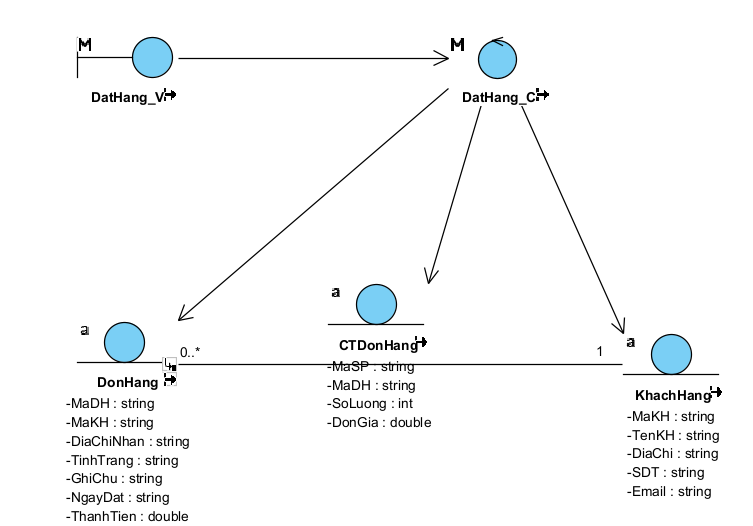 M
M
DatHang_V
DatHang_C
a
CTDonHang
-MaSP : string
-MaDH : string
-SoLuong : int
-DonGia : double
a
0..*
1
a
DonHang
-MaDH : string
-MaKH : string
-DiaChiNhan : string
-TinhTrang : string
-GhiChu : string
-NgayDat : string
-ThanhTien : double
KhachHang
-MaKH : string
-TenKH : string
-DiaChi : string
-SDT : string
-Email : string